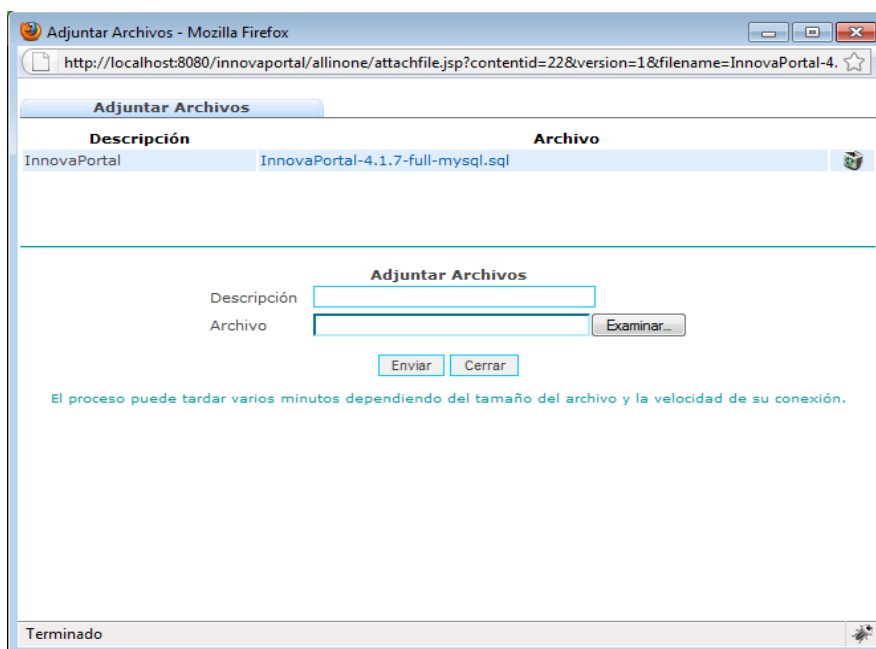 Adjuntar Archivos - Mozilla Firefox
http://localhost:8080/innovaportal/allinone/attachfile.jsp?contentid=22&version=1&filename=InnovaPortal-4.
Adjuntar Archivos
Descripción Archivo
InnovaPortal InnovaPortal-4.1.7-full-mysql.sql
Adjuntar Archivos
Descripción
Archivo Examinar...
Enviar Cerrar
El proceso puede tardar varios minutos dependiendo del tamaño del archivo y la velocidad de su conexión.
Terminado